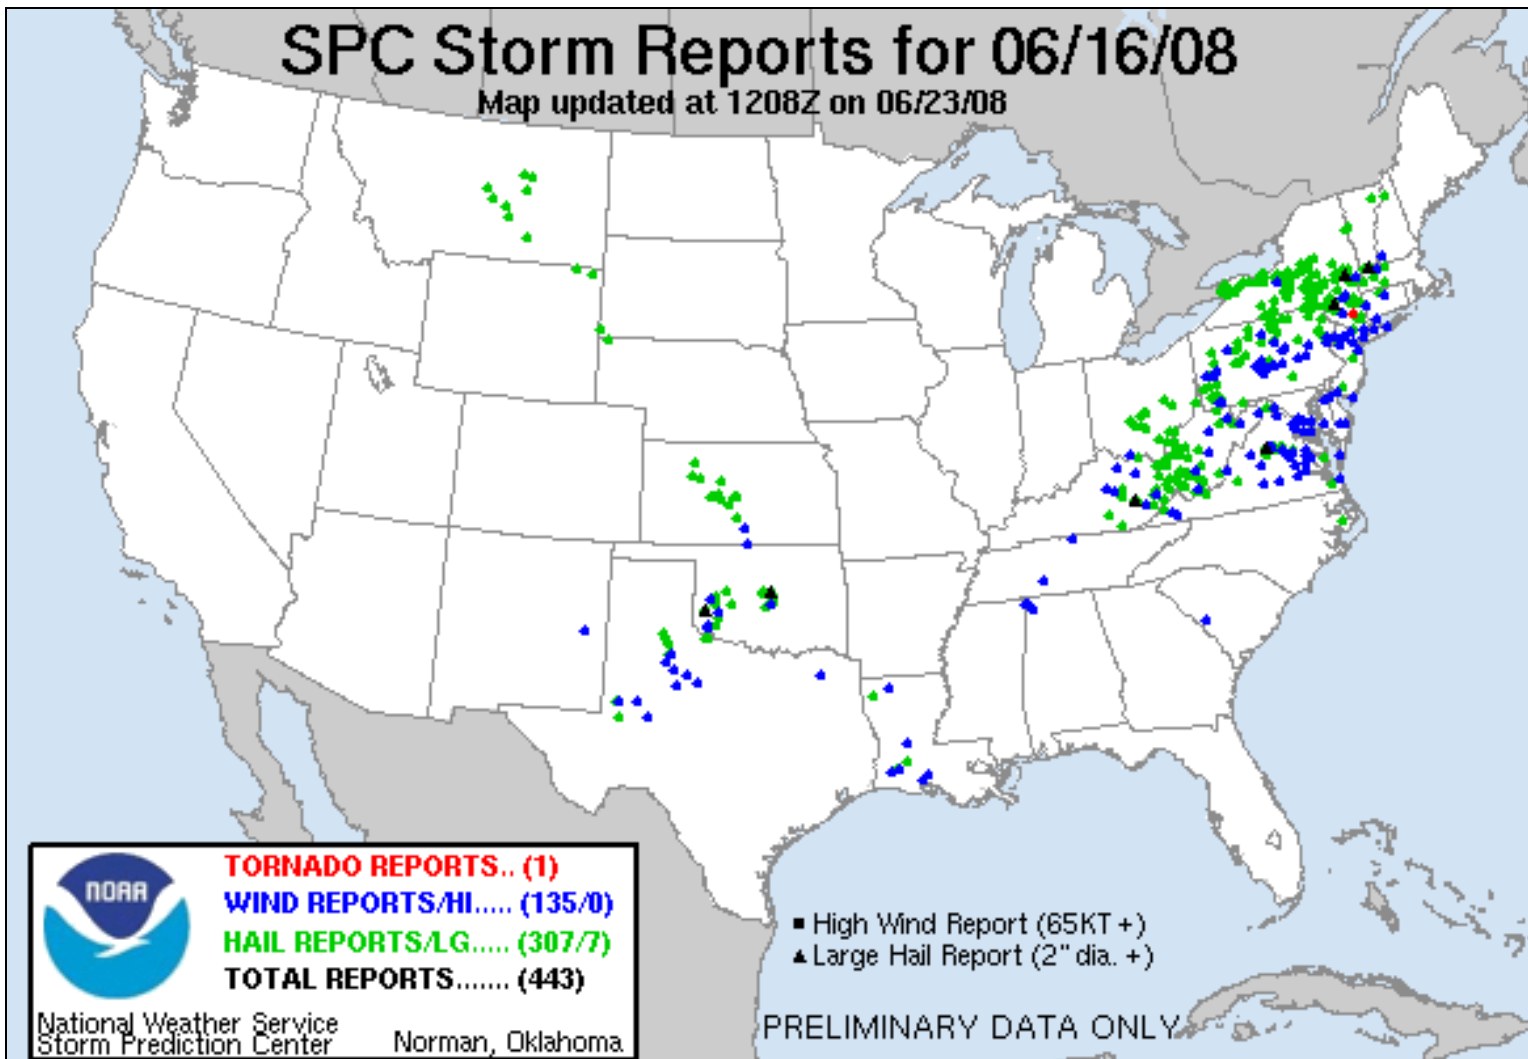 SPC Storm Reports for 06/16/08
Map updated at 1208Z on 06/23/08
NOAA
TORNADO REPORTS.. (1)
WIND REPORTS/HI..... (135/0)
HAIL REPORTS/LG..... (307/7)
TOTAL REPORTS....... (443)
National Weather Service
Storm Prediction Center
Norman, Oklahoma
High Wind Report (65KT +)
Large Hail Report (2" dia. +)
PRELIMINARY DATA ONLY